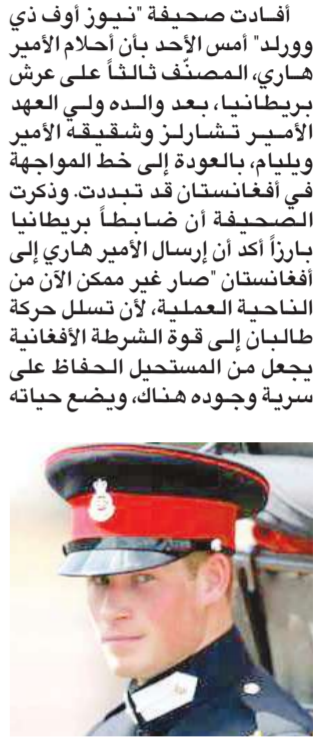 أفادت صحيفة "نيوز أوف ذي
وورلد" أمس الأحد بأن أحلام الأمير
هاري، المصنّف ثالثاً على عرش
بريطانيا، بعد والده ولي العهد
الأمير تشارلز وشقيقه الأمير
ويليام، بالعودة إلى خط المواجهة
في أفغانستان قد تبددت. وذكرت
الصحيفة أن ضابطاً بريطانيا
بارزاً أكد أن إرسال الأمير هاري إلى
أفغانستان "صار غير ممكن الآن من
الناحية العملية، لأن تسلل حركة
طالبان إلى قوة الشرطة الأفغانية
يجعل من المستحيل الحفاظ على
سرية وجوده هناك، ويضع حياته